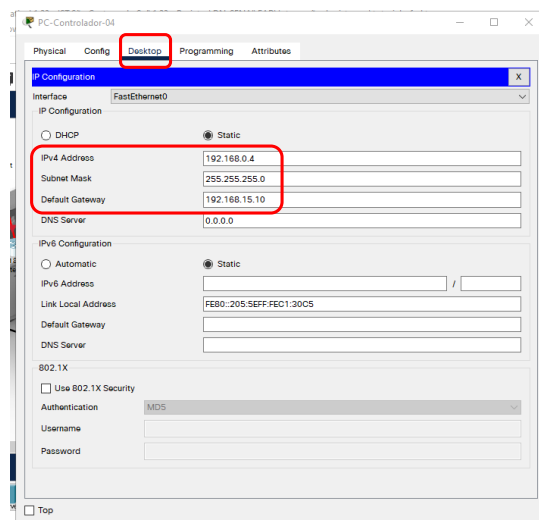 PC-Controlador-04
Physical Config Desktop Programming Attributes
IP Configuration X
Interface FastEthernet0
IP Configuration
DHCP Static
IPv4 Address 192.168.0.4
Subnet Mask 255.255.255.0
Default Gateway 192.168.15.10
DNS Server 0.0.0.0
IPv6 Configuration
Automatic Static
IPv6 Address /
Link Local Address FE80::205:5EFF:FEC1:30C5
Default Gateway
DNS Server
802.1X
Use 802.1X Security
Authentication MD5
Username
Password
Top